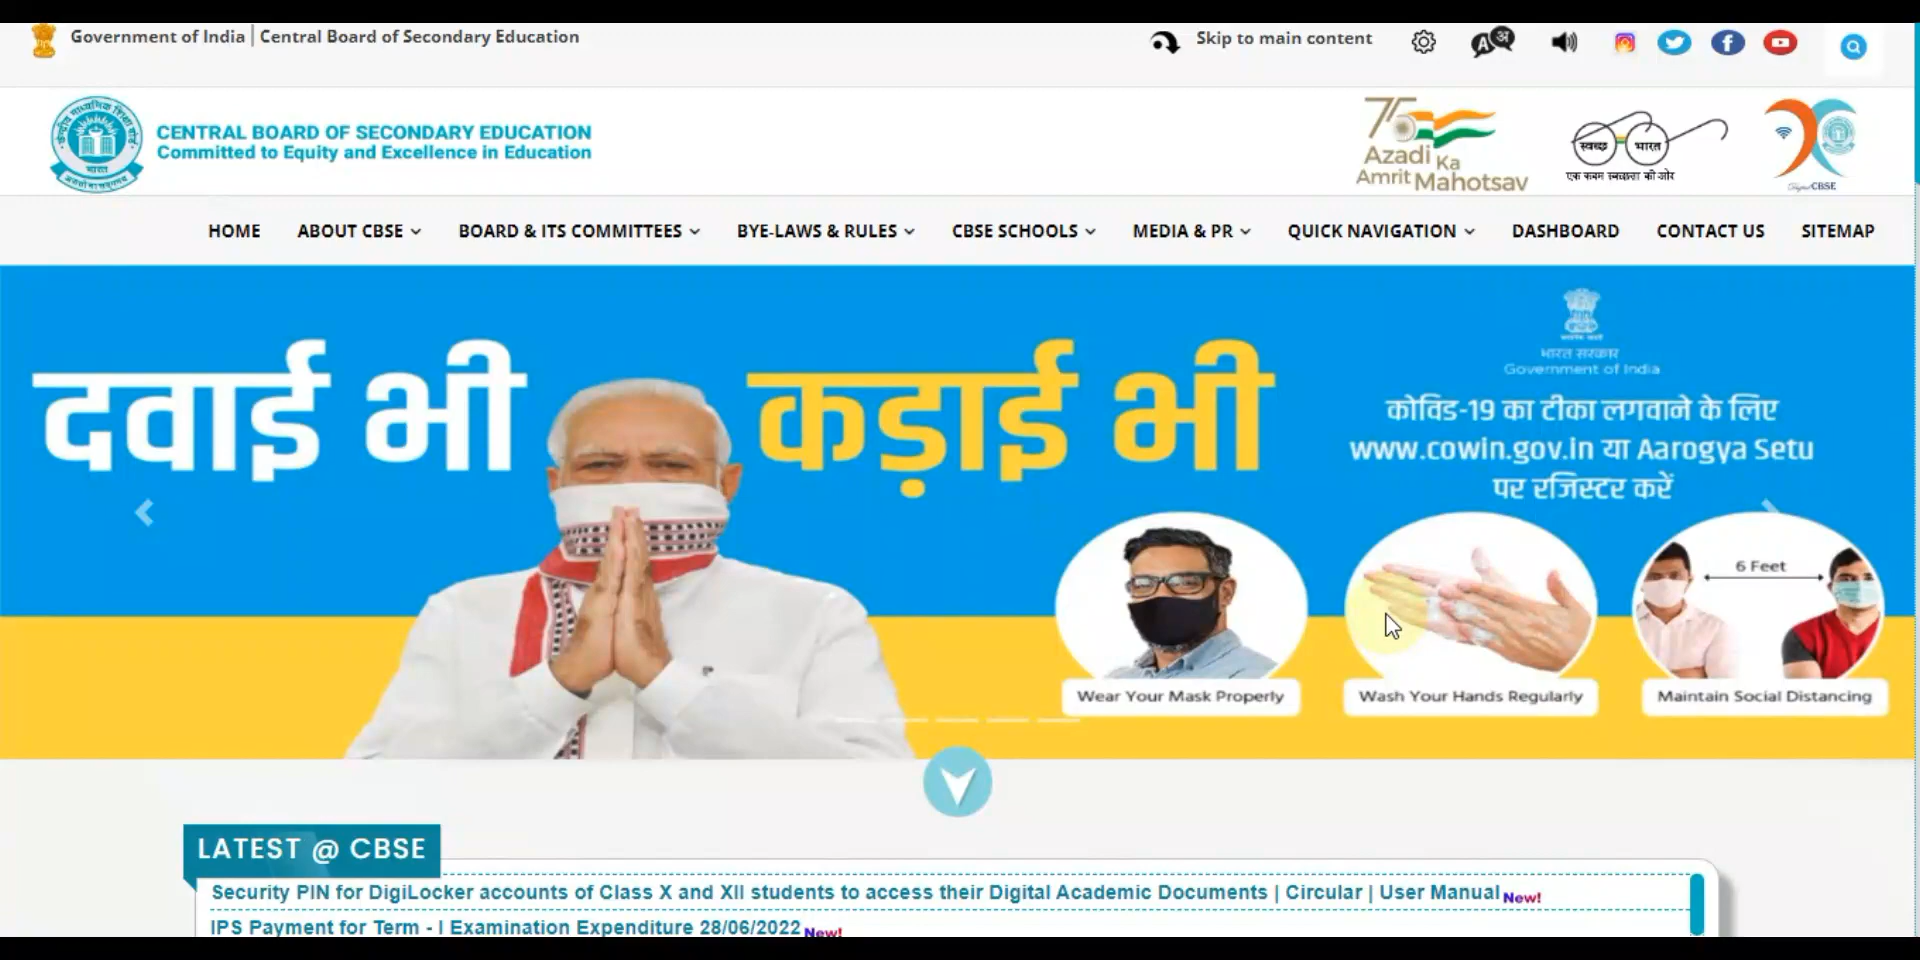 Government of India | Central Board of Secondary Education
Skip to main content
A अ
CENTRAL BOARD OF SECONDARY EDUCATION
Committed to Equity and Excellence in Education
भारत
75
Azadi Ka
Amrit Mahotsav
स्वच्छ भारत
एक कदम स्वच्छता की ओर
Digital CBSE
HOME
ABOUT CBSE
BOARD & ITS COMMITTEES
BYE-LAWS & RULES
CBSE SCHOOLS
MEDIA & PR
QUICK NAVIGATION
DASHBOARD
CONTACT US
SITEMAP
दवाई भी कड़ाई भी
भारत सरकार
Government of India
कोविड-19 का टीका लगवाने के लिए
www.cowin.gov.in या Aarogya Setu
पर रजिस्टर करें
6 Feet
Wear Your Mask Properly
Wash Your Hands Regularly
Maintain Social Distancing
LATEST @ CBSE
Security PIN for DigiLocker accounts of Class X and XII students to access their Digital Academic Documents | Circular | User Manual New!
IPS Payment for Term - I Examination Expenditure 28/06/2022 New!